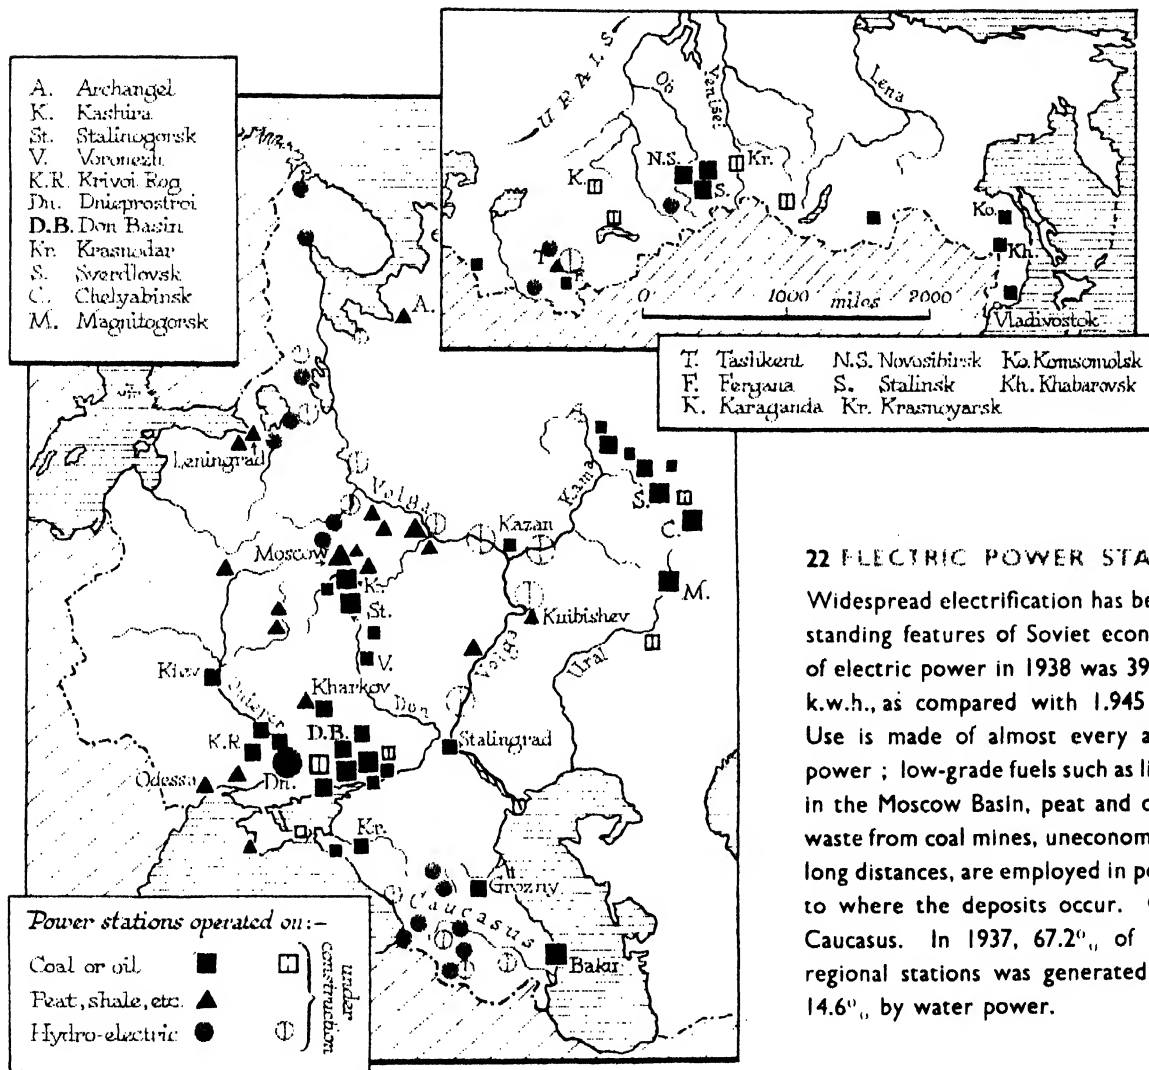 A. Archangel
K. Kashira
St. Stalinogorsk
V. Voronezh
K.R. Krivoi Rog
Dn. Dnieprostroi
D.B. Don Basin
Kr. Krasnodar
S. Sverdlovsk
C. Chelyabinsk
M. Magnitogorsk
URALS
Ob
Yenisei
Lena
N.S.
Kr.
K.
S.
T
F.
Ko.
Kh.
0 1000 miles 2000
Vladivostok
T. Tashkent N.S. Novosibirsk Ko. Komsomolsk
F. Fergana S. Stalinsk Kh. Khabarovsk
K. Karaganda Kr. Krasnoyarsk
A.
Leningrad
Volga
Kama
S.
C.
Kazan
Moscow
K.
St.
M.
Kuibishev
V.
Volga
Ural
Kiev
Dnieper
Kharkov
Don
D.B.
K.R.
Stalingrad
Odessa
Dn.
Kr.
Grozny
Caucasus
Baku
Power stations operated on:-
Coal or oil
Peat, shale, etc.
Hydro-electric
under construction
22 ELECTRIC POWER STA
Widespread electrification has be
standing features of Soviet econ
of electric power in 1938 was 39
k.w.h., as compared with 1.945
Use is made of almost every a
power ; low-grade fuels such as li
in the Moscow Basin, peat and
waste from coal mines, uneconom
long distances, are employed in p
to where the deposits occur.
Caucasus. In 1937, 67.2% of
regional stations was generated
14.6% by water power.